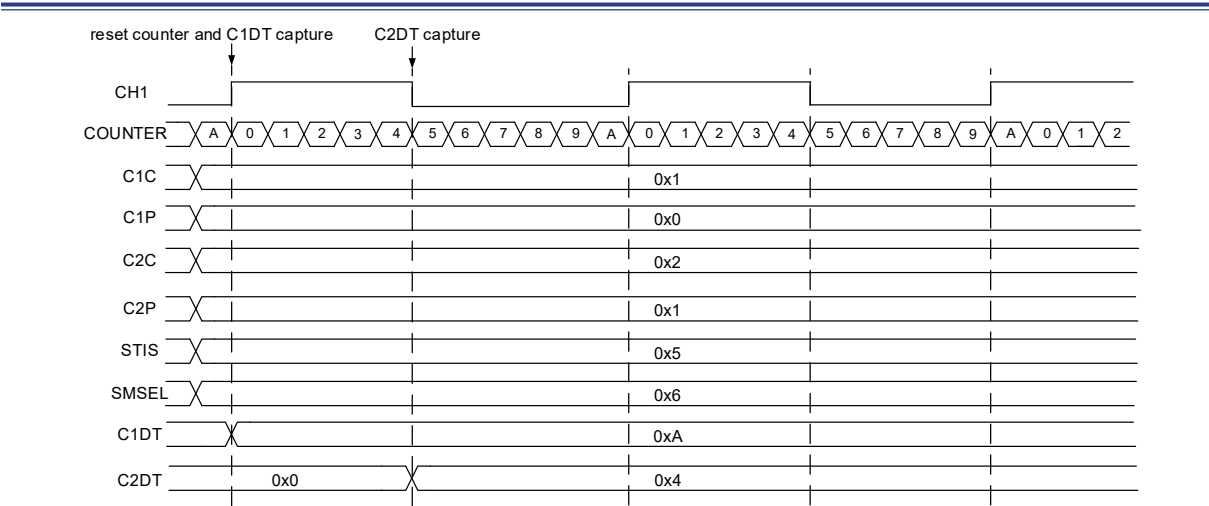 reset counter and C1DT capture C2DT capture
CH1
COUNTER A 0 1 2 3 4 5 6 7 8 9 A 0 1 2 3 4 5 6 7 8 9 A 0 1 2
C1C 0x1
C1P 0x0
C2C 0x2
C2P 0x1
STIS 0x5
SMSEL 0x6
C1DT 0xA
C2DT 0x0 0x4